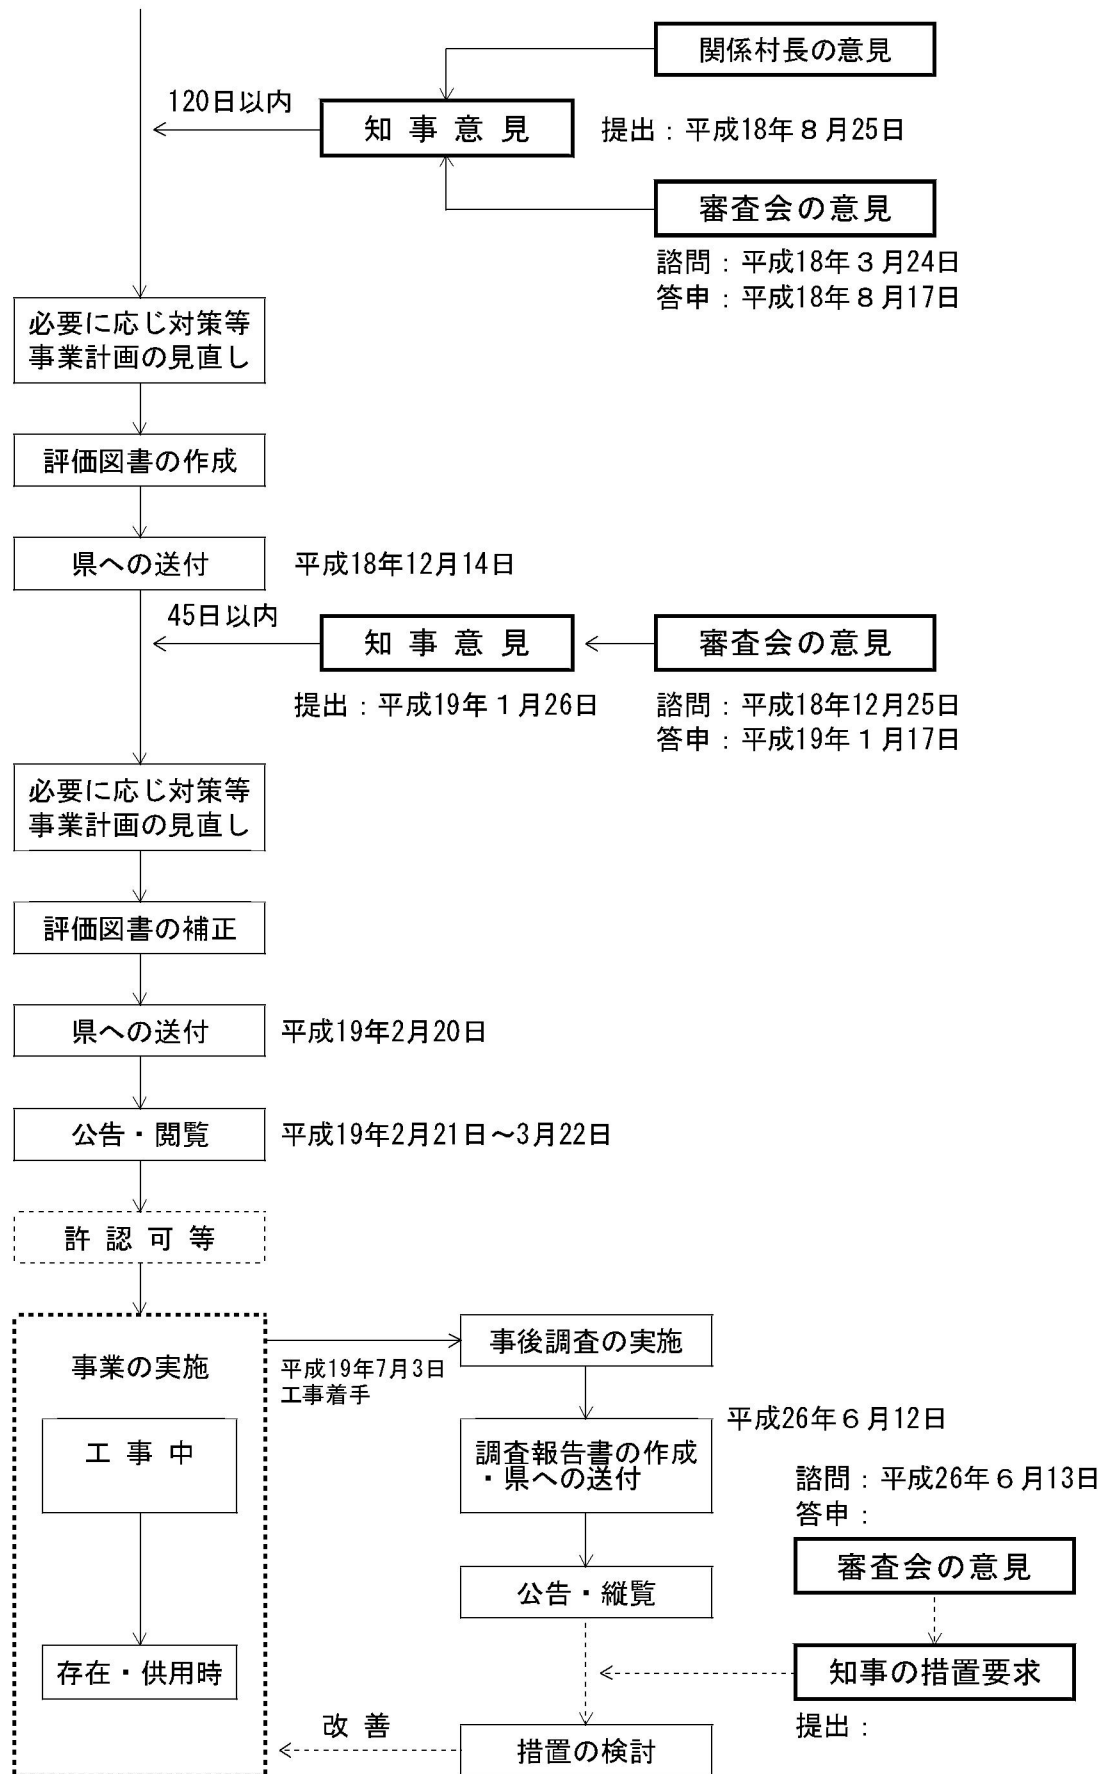 関係村長の意見
120日以内
知事意見
提出：平成18年８月25日
審査会の意見
諮問：平成18年３月24日
答申：平成18年８月17日
必要に応じ対策等
事業計画の見直し
評価図書の作成
県への送付
平成18年12月14日
45日以内
知事意見
審査会の意見
提出：平成19年１月26日
諮問：平成18年12月25日
答申：平成19年１月17日
必要に応じ対策等
事業計画の見直し
評価図書の補正
県への送付
平成19年2月20日
公告・閲覧
平成19年2月21日～3月22日
許認可等
事業の実施
平成19年7月3日
工事着手
事後調査の実施
平成26年６月12日
工事中
調査報告書の作成
・県への送付
諮問：平成26年６月13日
答申：
審査会の意見
公告・縦覧
存在・供用時
知事の措置要求
提出：
改善
措置の検討